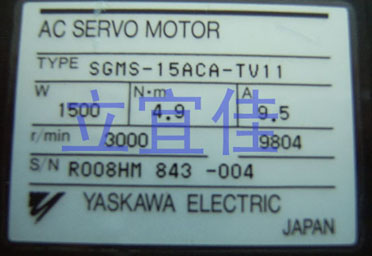 AC SERVO MOTOR
TYPE SGMS-15ACA-TV11
W N·m A
1500 4.9 9.5
r/min 3000 9804
S/N R008HM 843 -004
YASKAWA ELECTRIC
JAPAN
立宜佳